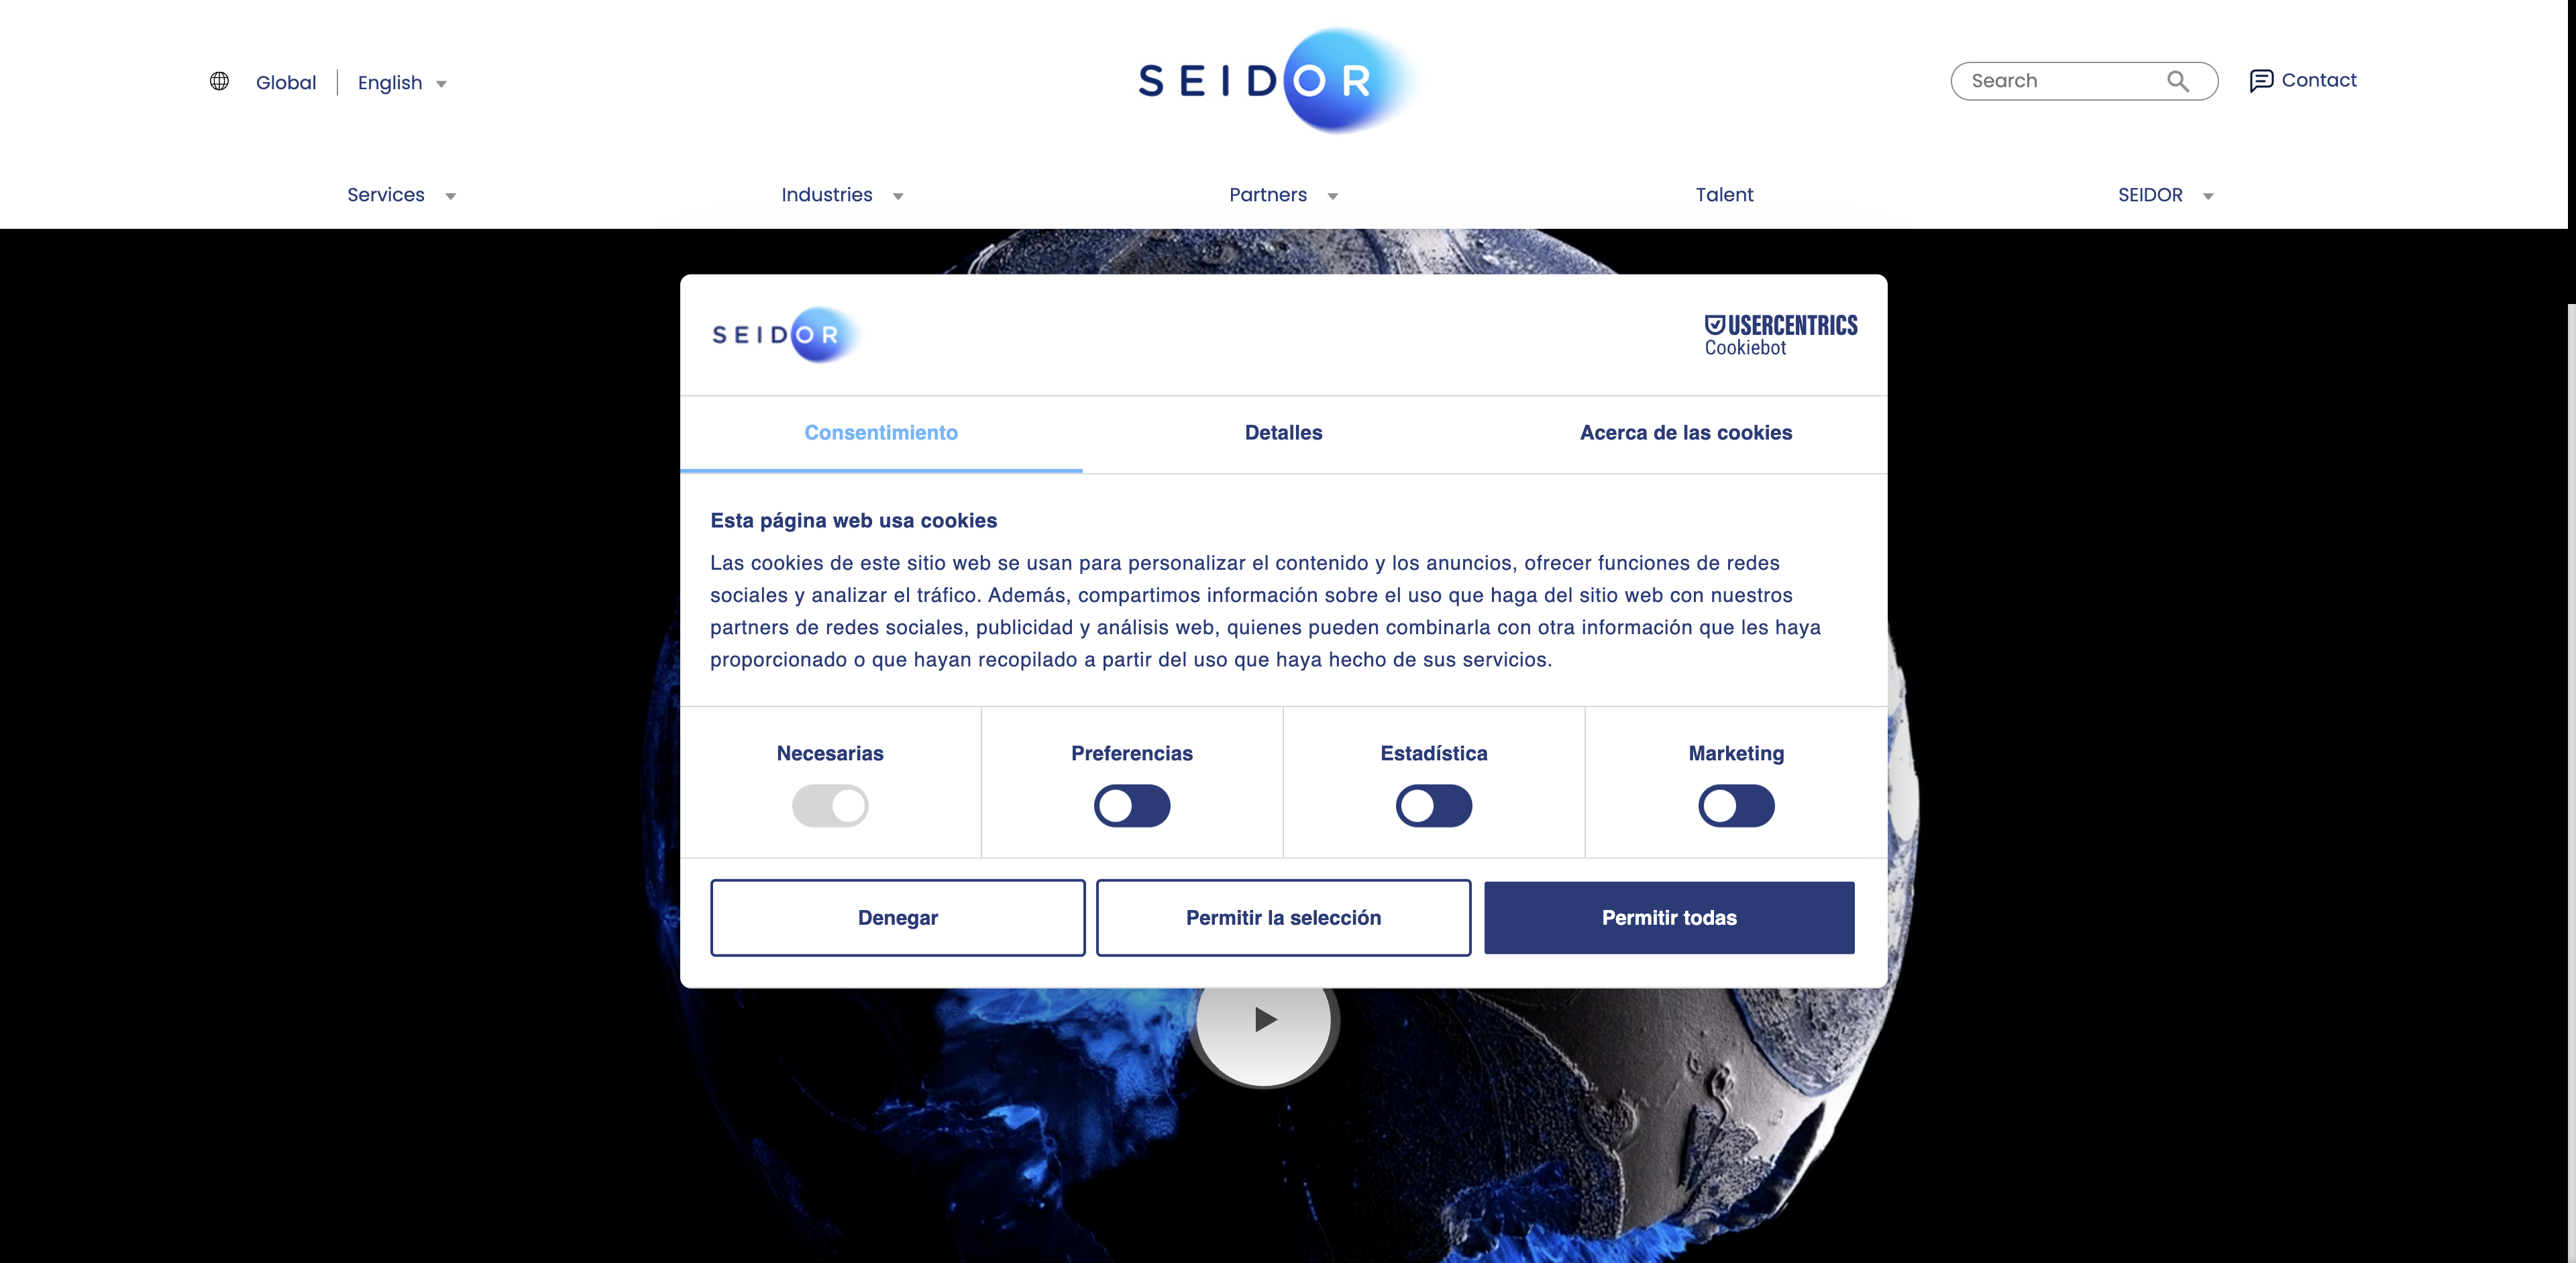 Global
English
SEIDOR
Search
Contact
Services
Industries
Partners
Talent
SEIDOR
SEIDOR
USERCENTRICS
Cookiebot
Consentimiento
Detalles
Acerca de las cookies
Esta página web usa cookies
Las cookies de este sitio web se usan para personalizar el contenido y los anuncios, ofrecer funciones de redes
sociales y analizar el tráfico. Además, compartimos información sobre el uso que haga del sitio web con nuestros
partners de redes sociales, publicidad y análisis web, quienes pueden combinarla con otra información que les haya
proporcionado o que hayan recopilado a partir del uso que haya hecho de sus servicios.
Necesarias
Preferencias
Estadística
Marketing
Denegar
Permitir la selección
Permitir todas